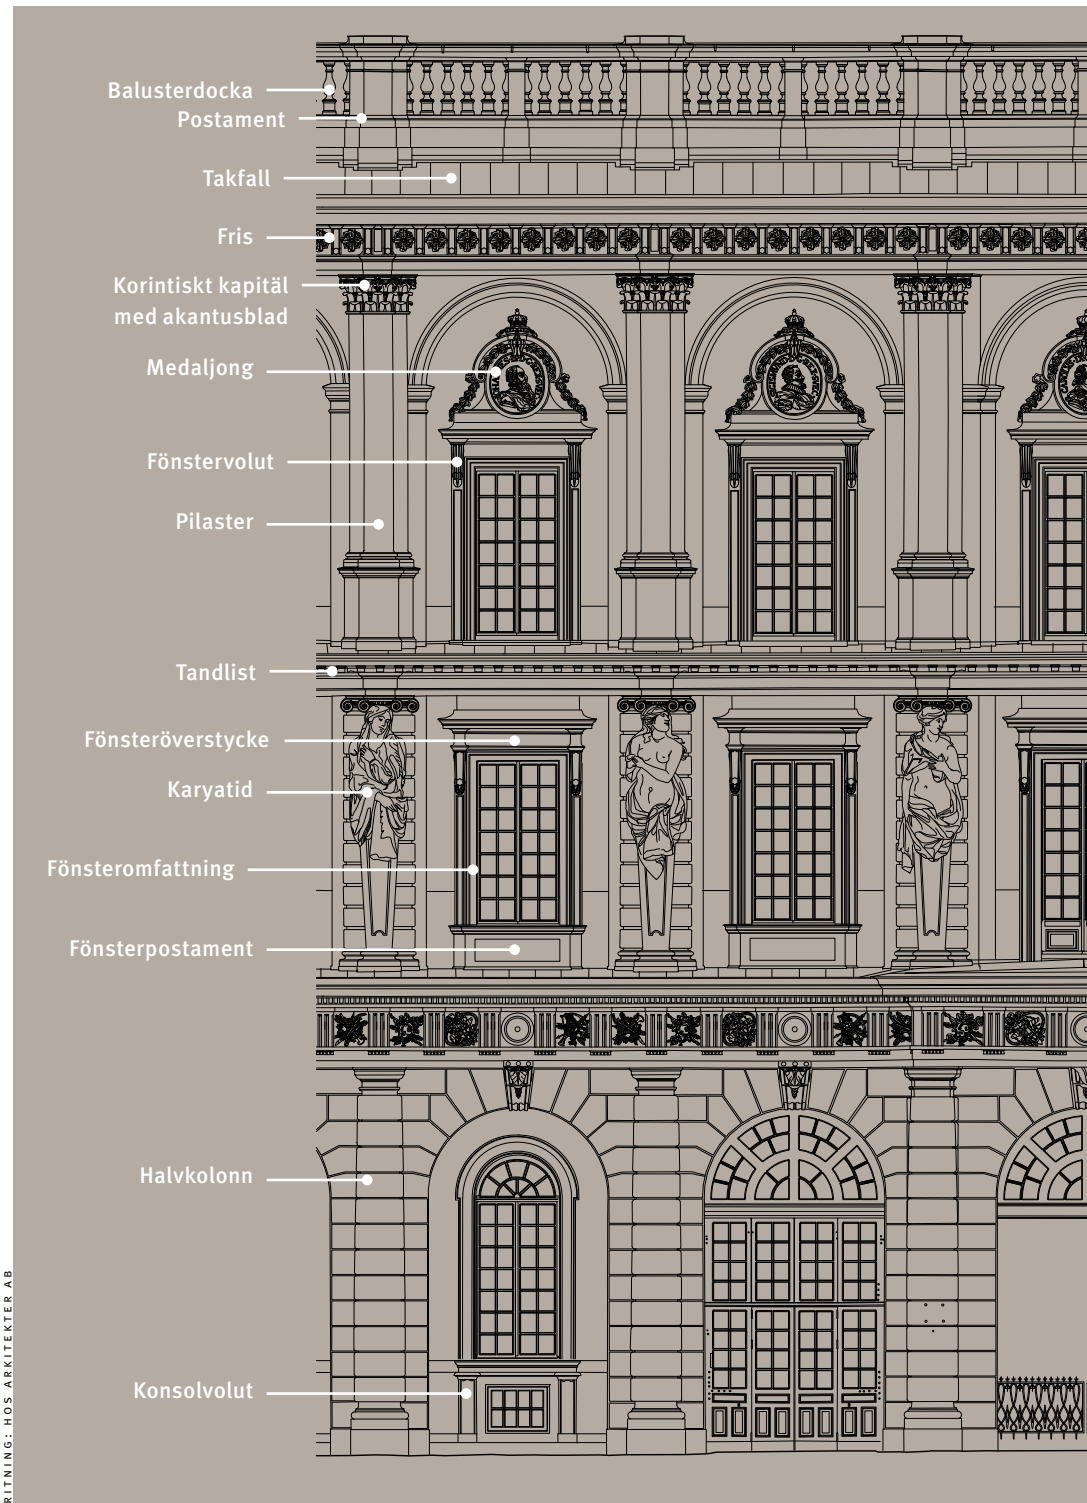 Balusterdocka
Postament
Takfall
Fris
Korintiskt kapitäl
med akantusblad
Medaljong
Fönstervolut
Pilaster
Tandlist
Fönsteröverstycke
Karyatid
Fönsteromfattning
Fönsterpostament
Halvkolonn
Konsolvolut
RITNING: HOS ARKITEKTER AB